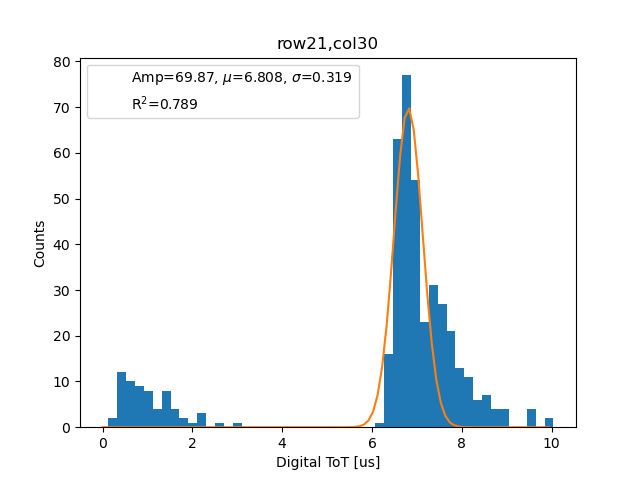 row21,col30
Amp=69.87, μ=6.808, σ=0.319
R²=0.789
80
70
60
50
40
30
20
10
0
Counts
0 2 4 6 8 10
Digital ToT [us]